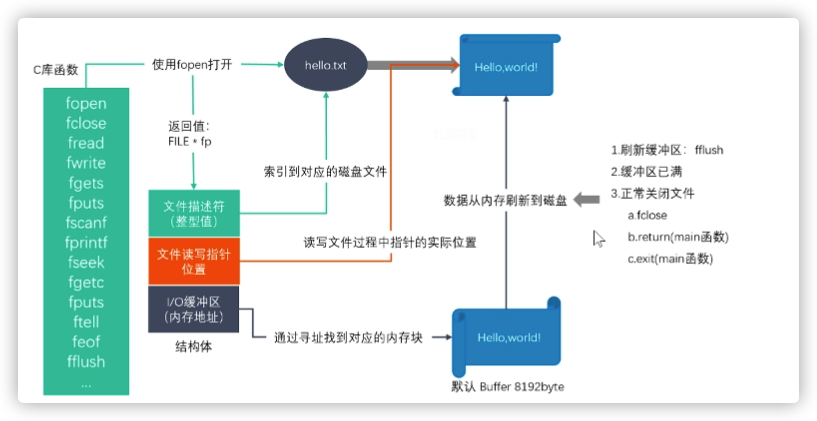 C库函数
fopen
fclose
fread
fwrite
fgets
fputs
fscanf
fprintf
fseek
fgetc
fputs
ftell
feof
fflush
...
使用fopen打开
返回值：
FILE * fp
文件描述符
（整型值）
文件读写指针
位置
I/O缓冲区
（内存地址）
结构体
hello.txt
索引到对应的磁盘文件
读写文件过程中指针的实际位置
通过寻址找到对应的内存块
Hello,world!
数据从内存刷新到磁盘
Hello,world!
默认 Buffer 8192byte
1.刷新缓冲区：fflush
2.缓冲区已满
3.正常关闭文件
a.fclose
b.return(main函数)
c.exit(main函数)